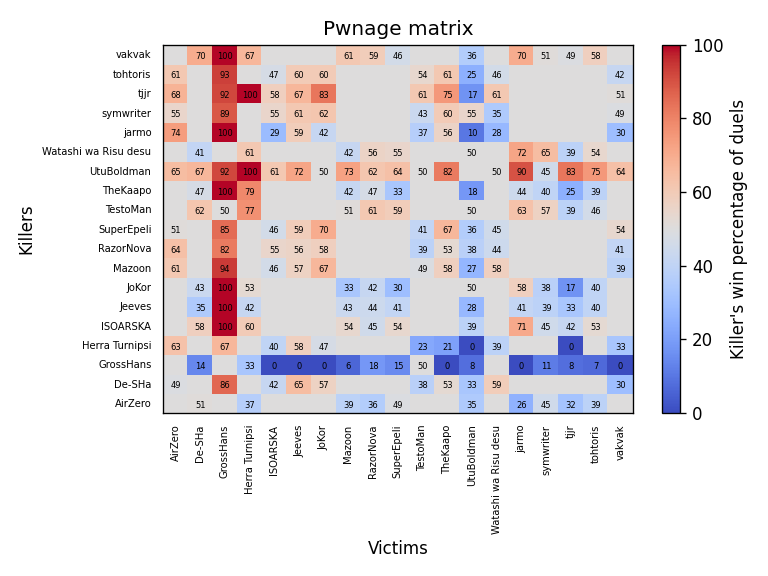 Pwnage matrix
vakvak 70 100 67 61 59 46 36 70 51 49 58
tohtoris 61 93 47 60 60 54 61 25 46 42
tjjr 68 92 100 58 67 83 61 75 17 61 51
symwriter 55 89 55 61 62 43 60 55 35 49
jarmo 74 100 29 59 42 37 56 10 28 30
Watashi wa Risu desu 41 61 42 56 55 50 72 65 39 54
UtuBoldman 65 67 92 100 61 72 50 73 62 64 50 82 50 90 45 83 75 64
TheKaapo 47 100 79 42 47 33 18 44 40 25 39
TestoMan 62 50 77 51 61 59 50 63 57 39 46
SuperEpeli 51 85 46 59 70 41 67 36 45 54
RazorNova 64 82 55 56 58 39 53 38 44 41
Mazoon 61 94 46 57 67 49 58 27 58 39
JoKor 43 100 53 33 42 30 50 58 38 17 40
Jeeves 35 100 42 43 44 41 28 41 39 33 40
ISOARSKA 58 100 60 54 45 54 39 71 45 42 53
Herra Turnipsi 63 67 40 58 47 23 21 0 39 0 33
GrossHans 14 33 0 0 0 6 18 15 50 0 8 0 11 8 7 0
De-SHa 49 86 42 65 57 38 53 33 59 30
AirZero 51 37 39 36 49 35 26 45 32 39
AirZero
De-SHa
GrossHans
Herra Turnipsi
ISOARSKA
Jeeves
JoKor
Mazoon
RazorNova
SuperEpeli
TestoMan
TheKaapo
UtuBoldman
Watashi wa Risu desu
jarmo
symwriter
tjjr
tohtoris
vakvak
Victims
Killers
100
80
60
40
20
0
Killer's win percentage of duels